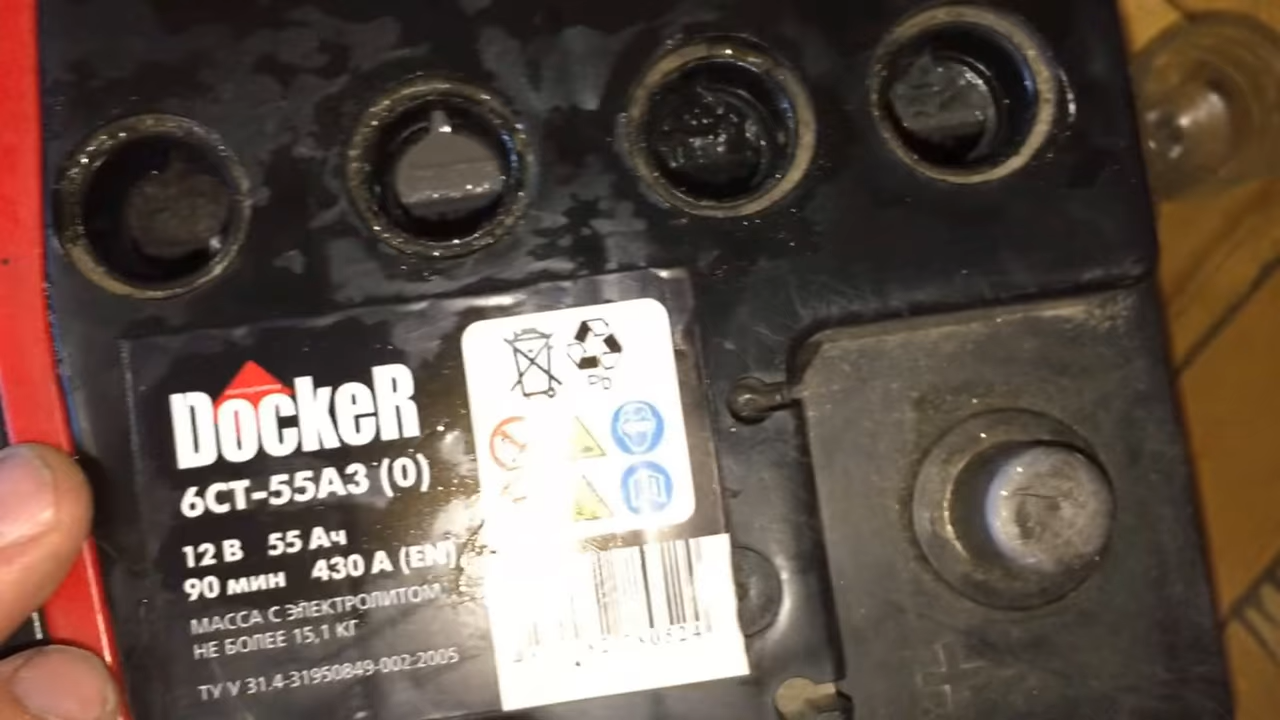 DockeR
6СТ-55АЗ (0)
12 В 55 Ач
90 мин 430 А (EN)
МАССА С ЭЛЕКТРОЛИТОМ
НЕ БОЛЕЕ 15,1 КГ
ТУ V 31.4-31950849-002:2005
Pb